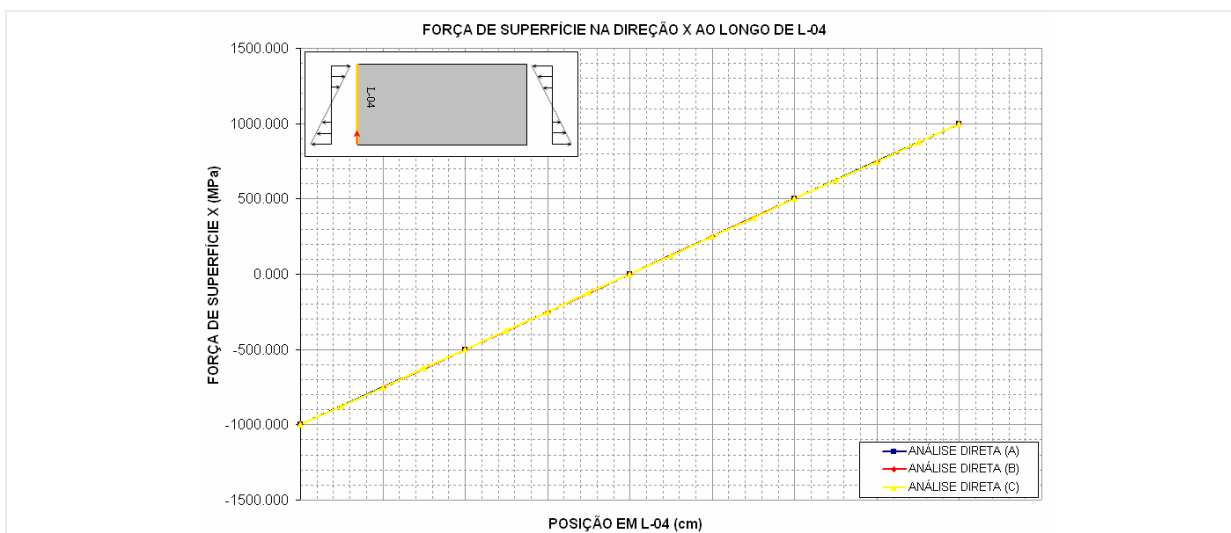 FORÇA DE SUPERFÍCIE NA DIREÇÃO X AO LONGO DE L-04
1500.000
1000.000
500.000
0.000
-500.000
-1000.000
-1500.000
FORÇA DE SUPERFÍCIE X (MPa)
L-04
ANÁLISE DIRETA (A)
ANÁLISE DIRETA (B)
ANÁLISE DIRETA (C)
POSIÇÃO EM L-04 (cm)